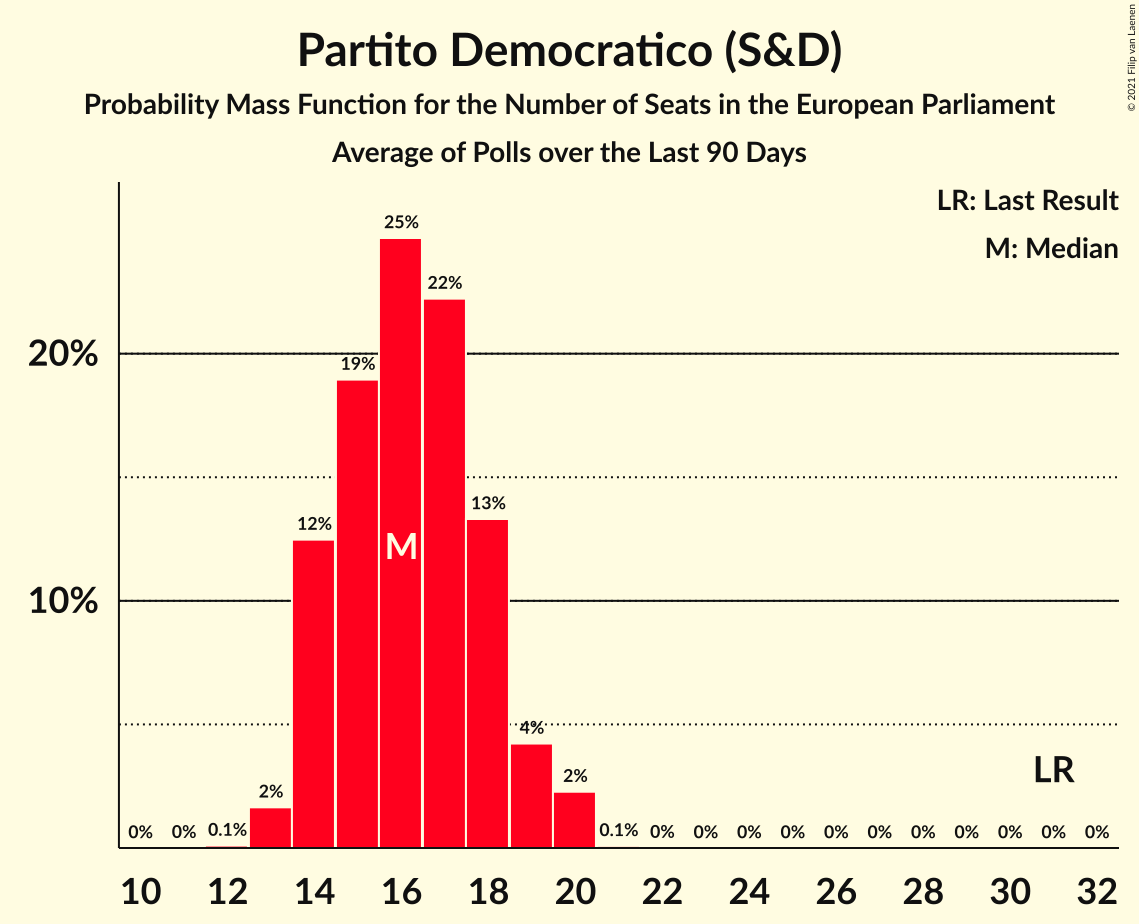 Partito Democratico (S&D)
Probability Mass Function for the Number of Seats in the European Parliament
Average of Polls over the Last 90 Days
© 2021 Filip van Laenen
LR: Last Result
M: Median
20%
10%
0% 0% 0.1% 2% 12% 19% 25% 22% 13% 4% 2% 0.1% 0% 0% 0% 0% 0% 0% 0% 0% 0% 0% 0%
M
LR
10 12 14 16 18 20 22 24 26 28 30 32